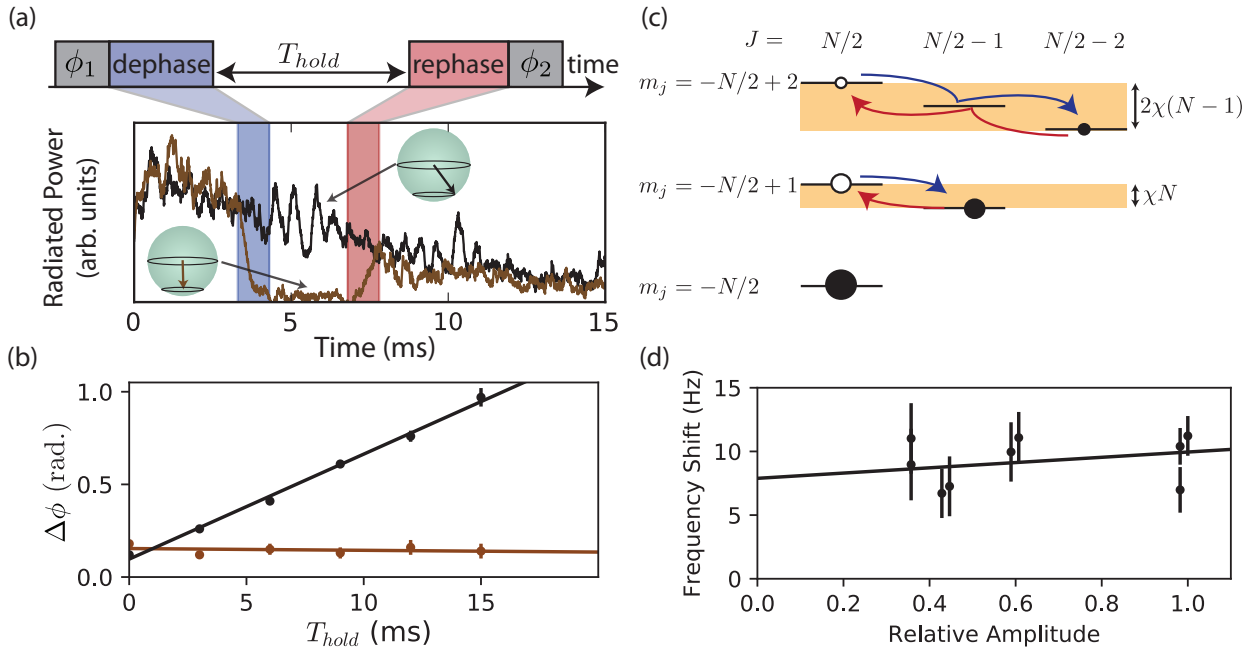 (a)
ϕ₁ dephase T_hold rephase ϕ₂ time
Radiated Power
(arb. units)
0 5 10 15
Time (ms)
(b)
1.0
0.5
0.0
Δϕ (rad.)
0 5 10 15
T_hold (ms)
(c)
J = N/2 N/2 − 1 N/2 − 2
m_j = −N/2 + 2
2χ(N − 1)
m_j = −N/2 + 1
χN
m_j = −N/2
(d)
15
10
5
0
Frequency Shift (Hz)
0.0 0.2 0.4 0.6 0.8 1.0
Relative Amplitude